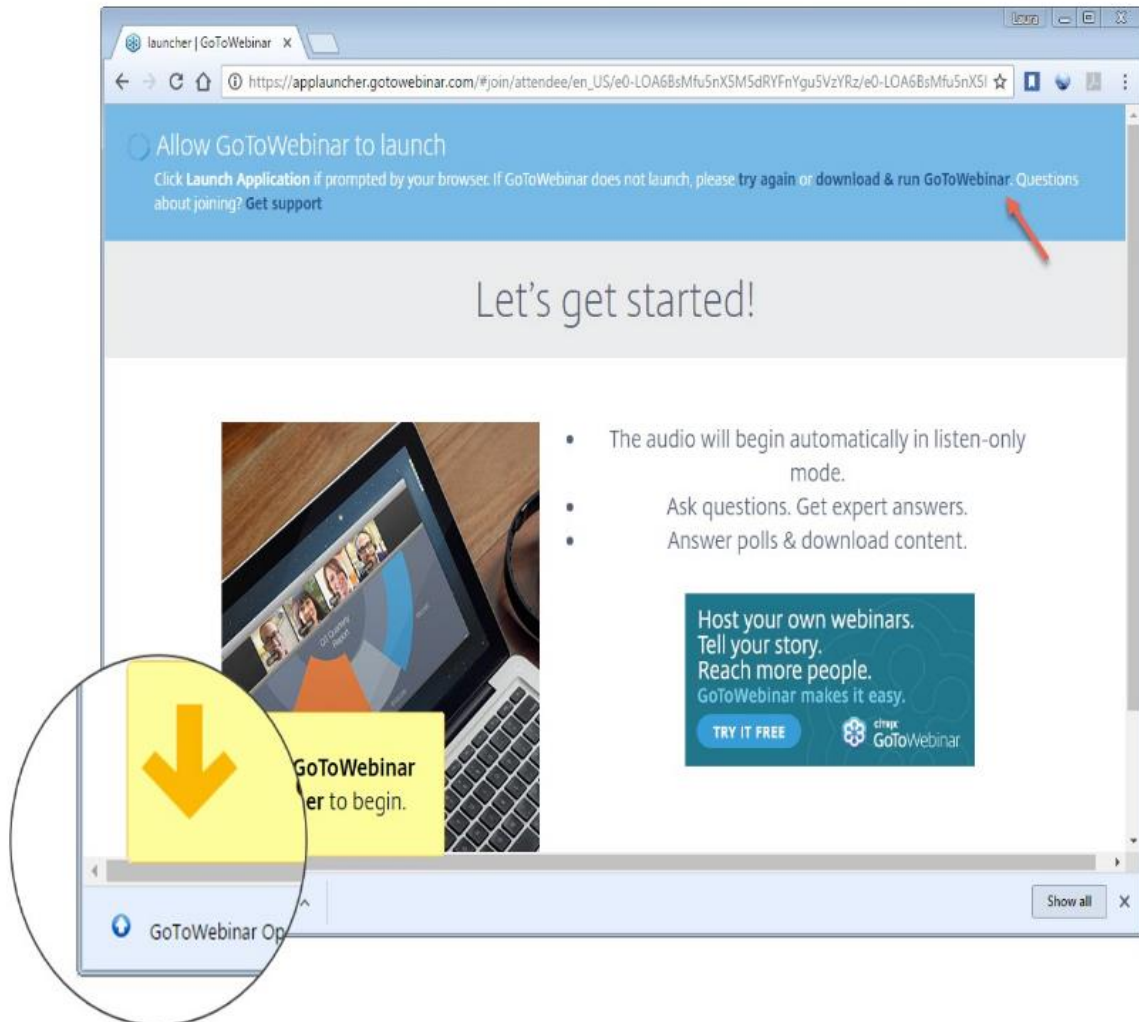 Laura
launcher | GoToWebinar
https://applauncher.gotowebinar.com/#join/attendee/en_US/e0-LOA6BsMfu5nX5M5dRYFnYgu5VzYRz/e0-LOA6BsMfu5nX5I
Allow GoToWebinar to launch
Click Launch Application if prompted by your browser. If GoToWebinar does not launch, please try again or download & run GoToWebinar. Questions
about joining? Get support
Let's get started!
The audio will begin automatically in listen-only
mode.
Ask questions. Get expert answers.
Answer polls & download content.
Q3 Quarterly
Report
Host your own webinars.
Tell your story.
Reach more people.
GoToWebinar makes it easy.
TRY IT FREE
citrix
GoToWebinar
GoToWebinar
er to begin.
GoToWebinar Op
Show all